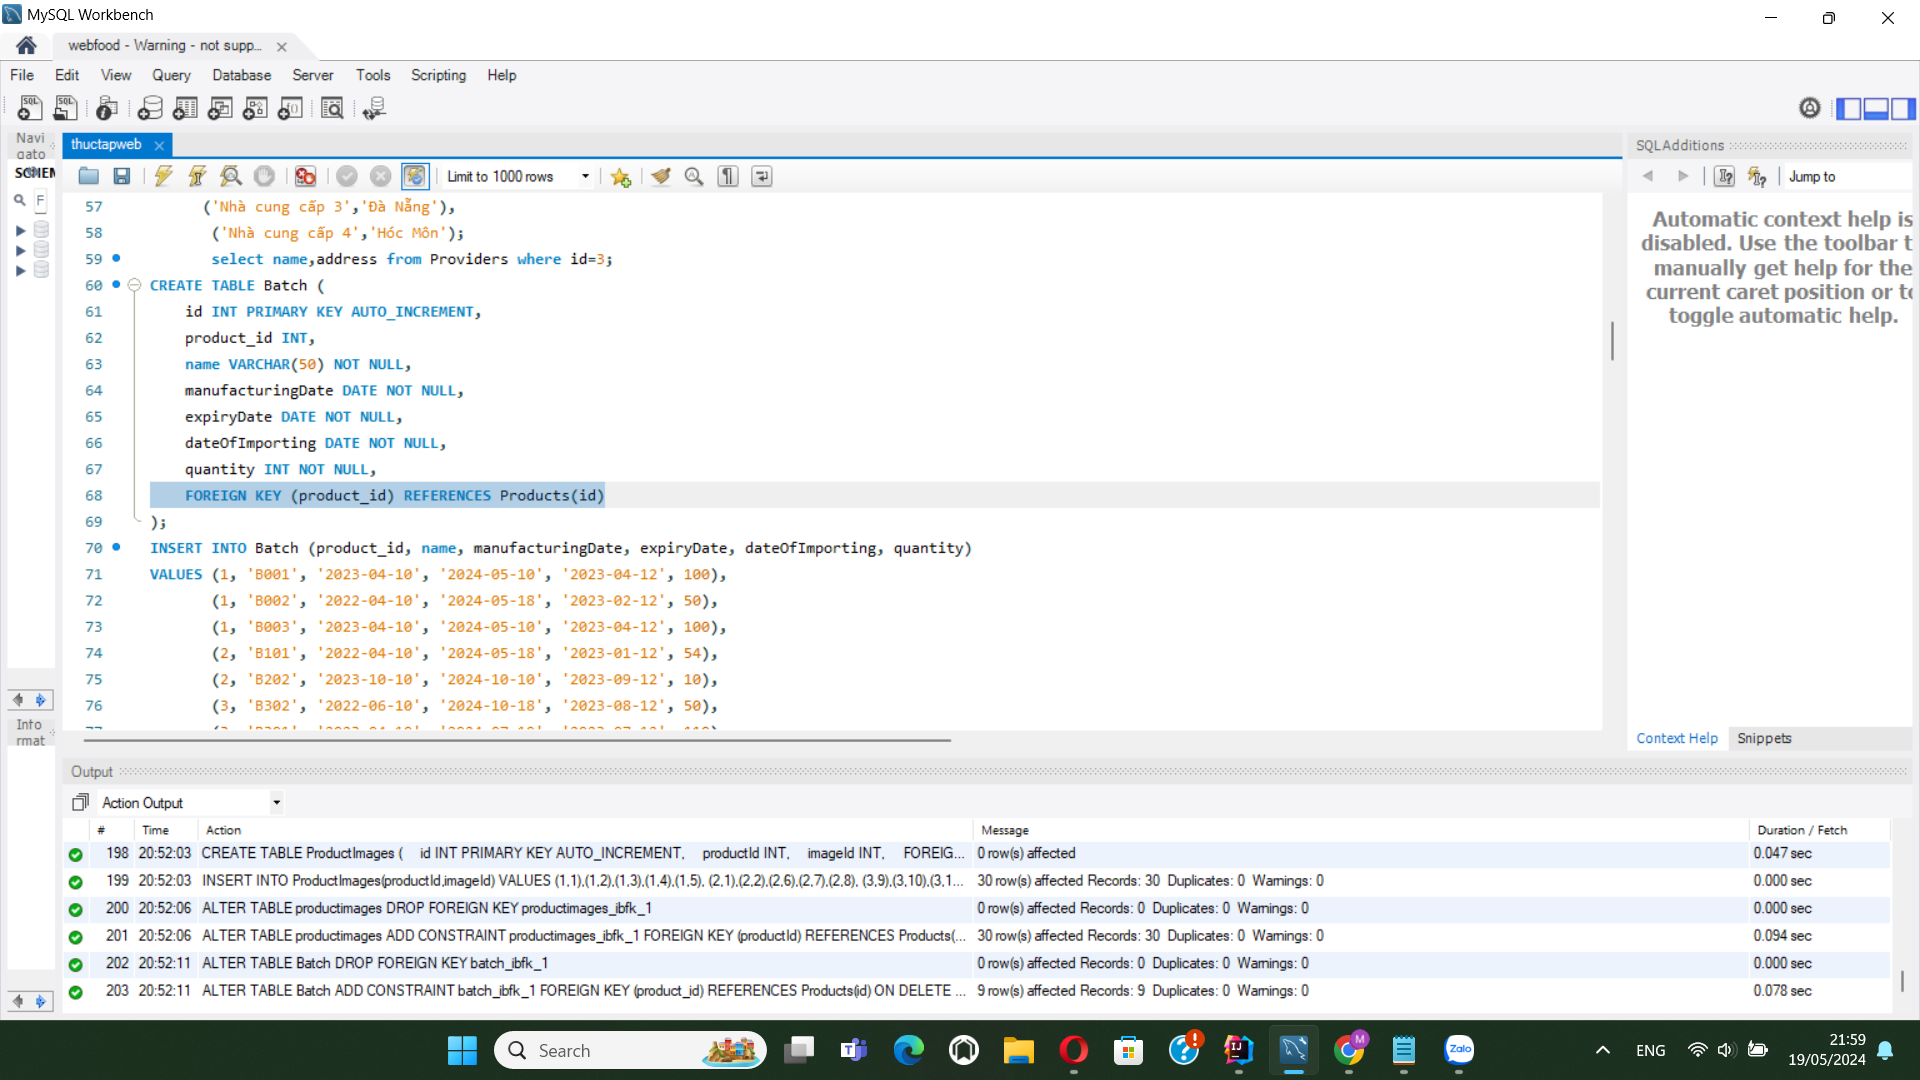 MySQL Workbench
webfood - Warning - not supp...
File Edit View Query Database Server Tools Scripting Help
Navi
gato
SCHEM
F
thuctapweb
Limit to 1000 rows
57 ('Nhà cung cấp 3','Đà Nẵng'),
58 ('Nhà cung cấp 4','Hóc Môn');
59 select name,address from Providers where id=3;
60 CREATE TABLE Batch (
61 id INT PRIMARY KEY AUTO_INCREMENT,
62 product_id INT,
63 name VARCHAR(50) NOT NULL,
64 manufacturingDate DATE NOT NULL,
65 expiryDate DATE NOT NULL,
66 dateOfImporting DATE NOT NULL,
67 quantity INT NOT NULL,
68 FOREIGN KEY (product_id) REFERENCES Products(id)
69 );
70 INSERT INTO Batch (product_id, name, manufacturingDate, expiryDate, dateOfImporting, quantity)
71 VALUES (1, 'B001', '2023-04-10', '2024-05-10', '2023-04-12', 100),
72 (1, 'B002', '2022-04-10', '2024-05-18', '2023-02-12', 50),
73 (1, 'B003', '2023-04-10', '2024-05-10', '2023-04-12', 100),
74 (2, 'B101', '2022-04-10', '2024-05-18', '2023-01-12', 54),
75 (2, 'B202', '2023-10-10', '2024-10-10', '2023-09-12', 10),
76 (3, 'B302', '2022-06-10', '2024-10-18', '2023-08-12', 50),
SQLAdditions
Jump to
Automatic context help is
disabled. Use the toolbar t
manually get help for the
current caret position or to
toggle automatic help.
Context Help Snippets
Info
rmat
Output
Action Output
# Time Action Message Duration / Fetch
198 20:52:03 CREATE TABLE ProductImages ( id INT PRIMARY KEY AUTO_INCREMENT, productId INT, imageId INT, FOREIG... 0 row(s) affected 0.047 sec
199 20:52:03 INSERT INTO ProductImages(productId,imageId) VALUES (1,1),(1,2),(1,3),(1,4),(1,5), (2,1),(2,2),(2,6),(2,7),(2,8), (3,9),(3,10),(3,1... 30 row(s) affected Records: 30 Duplicates: 0 Warnings: 0 0.000 sec
200 20:52:06 ALTER TABLE productimages DROP FOREIGN KEY productimages_ibfk_1 0 row(s) affected Records: 0 Duplicates: 0 Warnings: 0 0.000 sec
201 20:52:06 ALTER TABLE productimages ADD CONSTRAINT productimages_ibfk_1 FOREIGN KEY (productId) REFERENCES Products(... 30 row(s) affected Records: 30 Duplicates: 0 Warnings: 0 0.094 sec
202 20:52:11 ALTER TABLE Batch DROP FOREIGN KEY batch_ibfk_1 0 row(s) affected Records: 0 Duplicates: 0 Warnings: 0 0.000 sec
203 20:52:11 ALTER TABLE Batch ADD CONSTRAINT batch_ibfk_1 FOREIGN KEY (product_id) REFERENCES Products(id) ON DELETE ... 9 row(s) affected Records: 9 Duplicates: 0 Warnings: 0 0.078 sec
Search
Zalo
ENG
21:59
19/05/2024